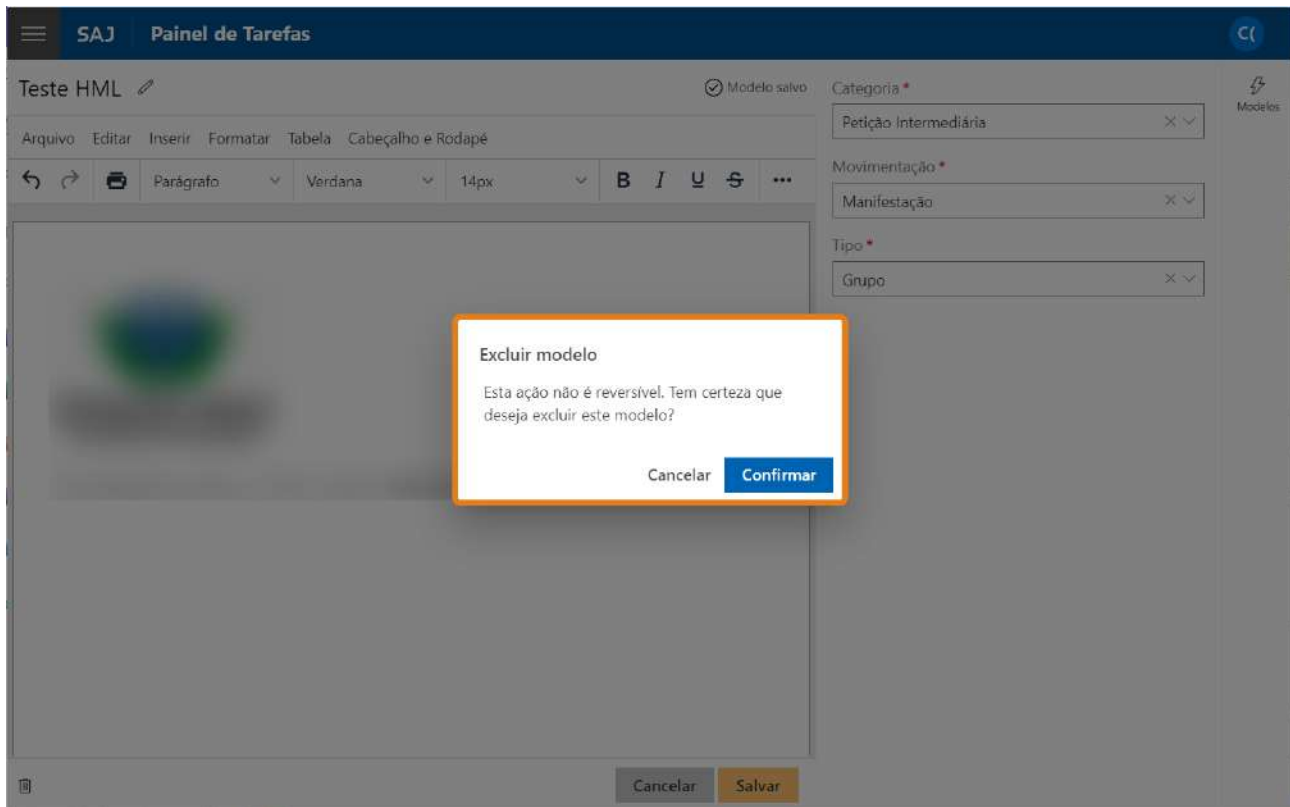 SAJ Painel de Tarefas C(
Teste HML Modelo salvo
Arquivo Editar Inserir Formatar Tabela Cabeçalho e Rodapé
Parágrafo Verdana 14px B I U S ...
Categoria *
Petição Intermediária
Movimentação *
Manifestação
Tipo *
Grupo
Modelos
Excluir modelo
Esta ação não é reversível. Tem certeza que
deseja excluir este modelo?
Cancelar Confirmar
Cancelar Salvar